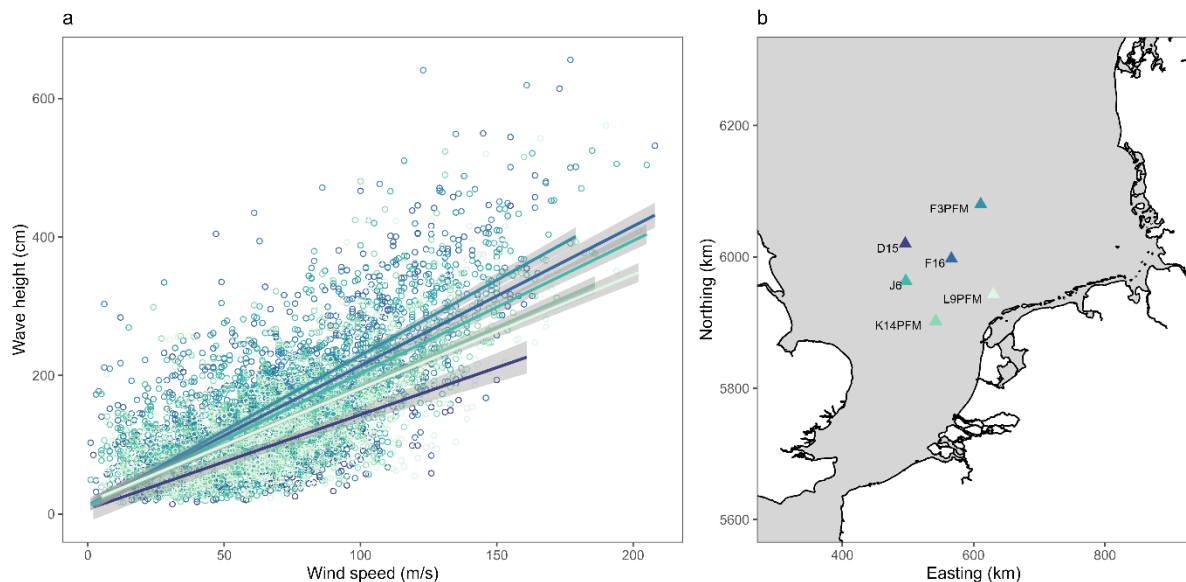 a
Wave height (cm)
600
400
200
0
0
50
100
150
200
Wind speed (m/s)
b
Northing (km)
6200
6000
5800
5600
F3PFM
D15
F16
J6
L9PFM
K14PFM
400
600
800
Easting (km)